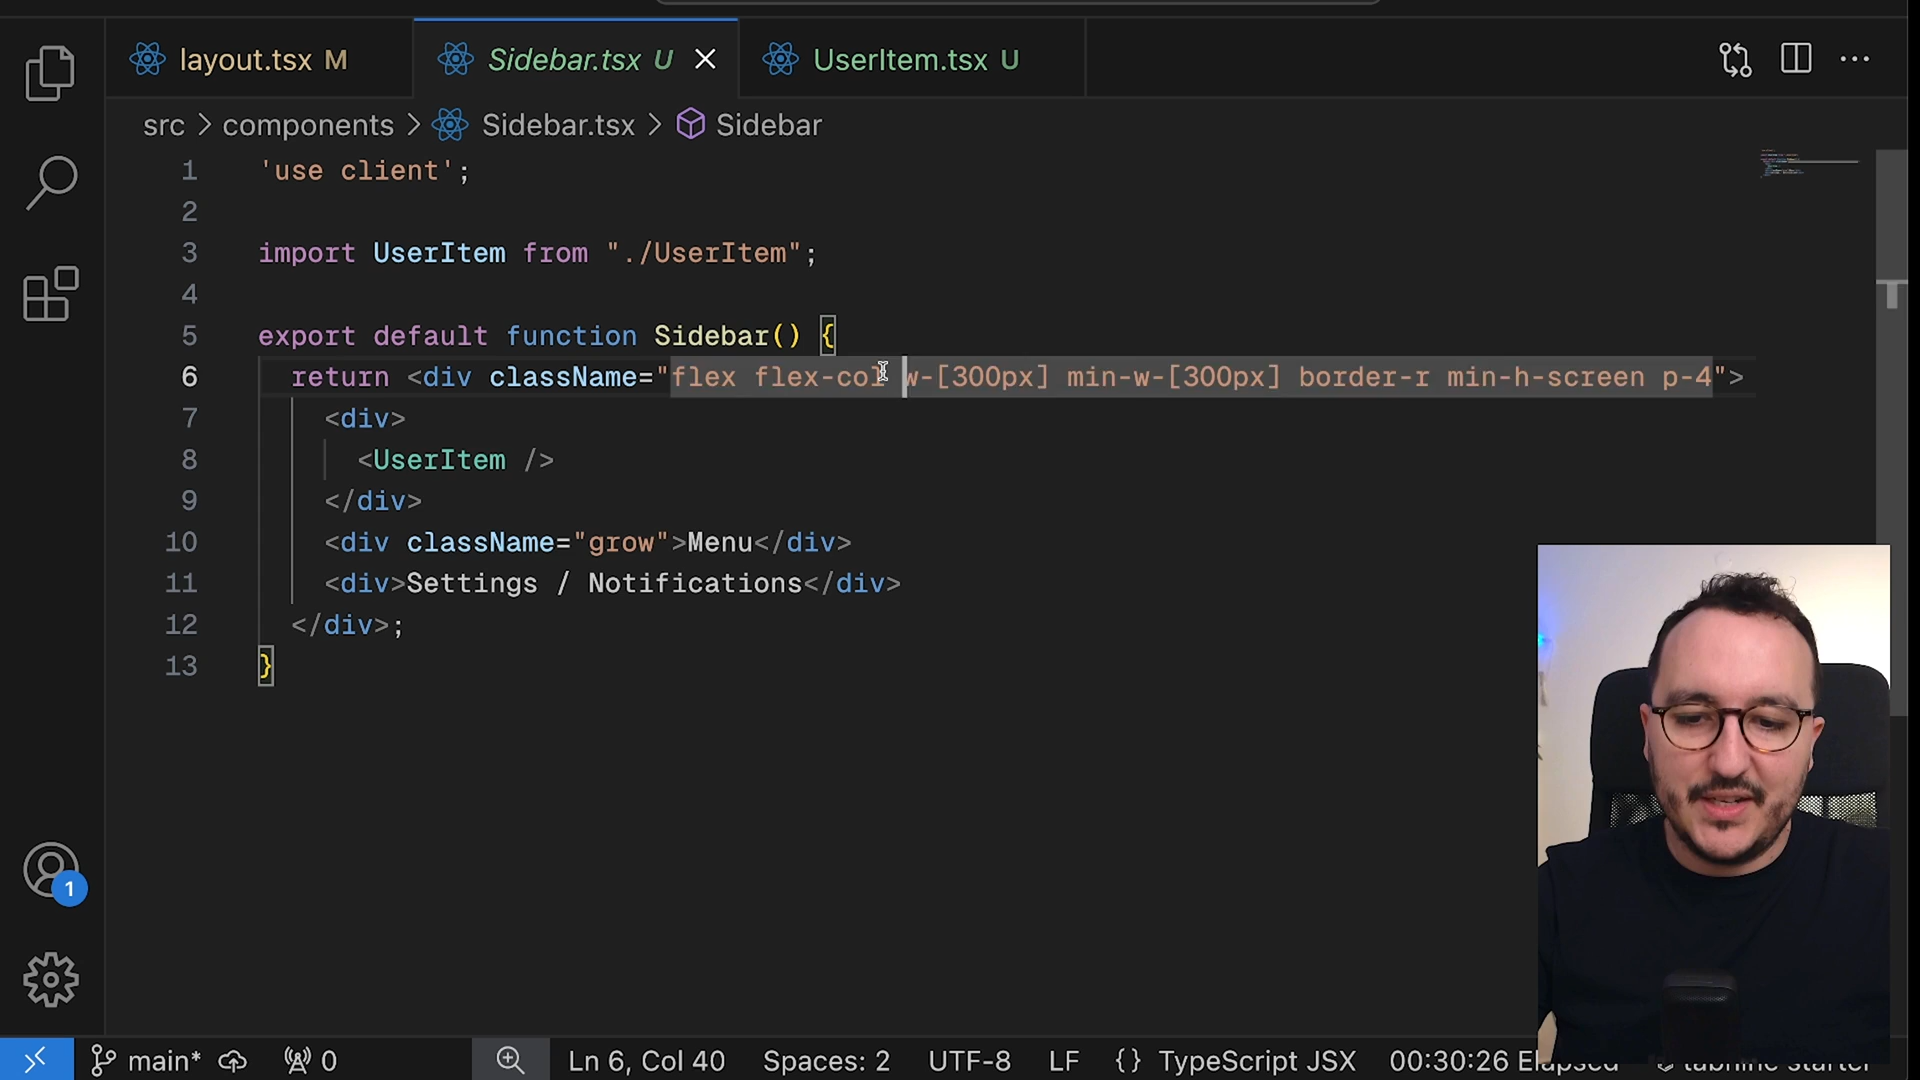 layout.tsx M
Sidebar.tsx U
UserItem.tsx U
src > components > Sidebar.tsx > Sidebar
1 'use client';
2
3 import UserItem from "./UserItem";
4
5 export default function Sidebar() {
6 return <div className="flex flex-col w-[300px] min-w-[300px] border-r min-h-screen p-4">
7 <div>
8 <UserItem />
9 </div>
10 <div className="grow">Menu</div>
11 <div>Settings / Notifications</div>
12 </div>;
13 }
1
main* 0 Ln 6, Col 40 Spaces: 2 UTF-8 LF {} TypeScript JSX 00:30:26 Elapsed tabnine starter